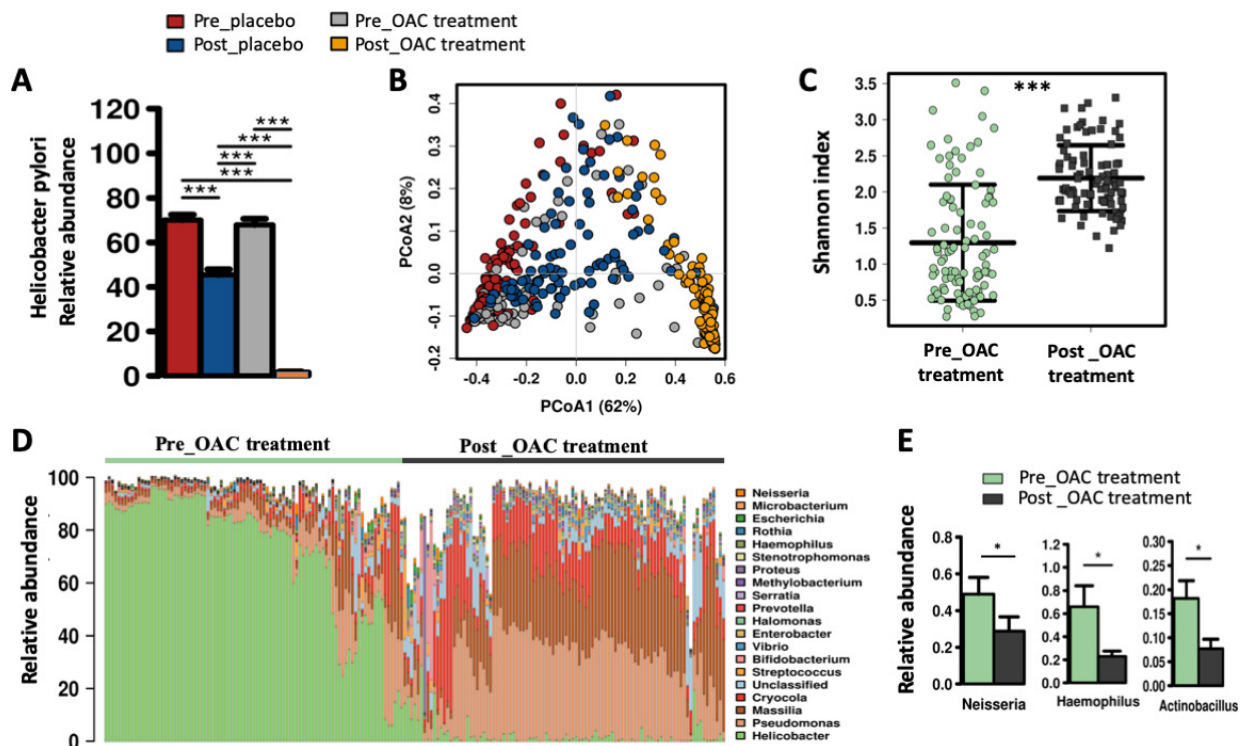 Pre_placebo
Post_placebo
Pre_OAC treatment
Post_OAC treatment
A
Helicobacter pylori
Relative abundance
120
100
80
60
40
20
0
***
***
***
***
***
B
PCoA2 (8%)
0.4
0.3
0.2
0.1
0.0
-0.1
-0.2
-0.4
-0.2
0.0
0.2
0.4
0.6
PCoA1 (62%)
C
Shannon index
3.5
3.0
2.5
2.0
1.5
1.0
0.5
***
Pre_OAC
treatment
Post _OAC
treatment
D
Pre_OAC treatment
Post _OAC treatment
Relative abundance
100
80
60
40
20
0
Neisseria
Microbacterium
Escherichia
Rothia
Haemophilus
Stenotrophomonas
Proteus
Methylobacterium
Serratia
Prevotella
Halomonas
Enterobacter
Vibrio
Bifidobacterium
Streptococcus
Unclassified
Cryocola
Massilia
Pseudomonas
Helicobacter
E
Pre_OAC treatment
Post _OAC treatment
Relative abundance
0.8
0.6
0.4
0.2
0.0
*
Neisseria
1.2
1.0
0.8
0.6
0.4
0.2
0.0
*
Haemophilus
0.30
0.25
0.20
0.15
0.10
0.05
0.00
*
Actinobacillus